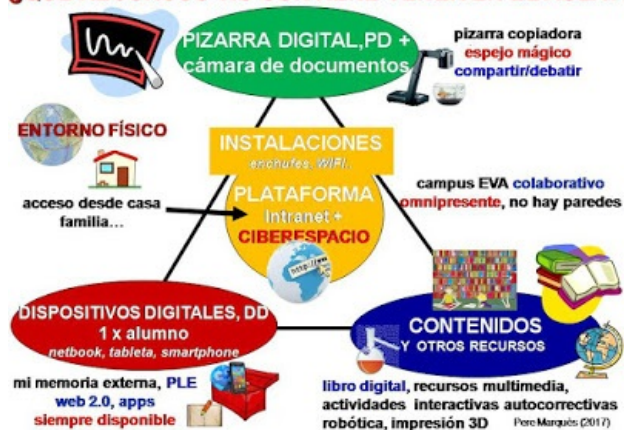 PIZARRA DIGITAL,PD +
cámara de documentos
pizarra copiadora
espejo mágico
compartir/debatir
ENTORNO FÍSICO
acceso desde casa
familia...
INSTALACIONES
enchufes, WIFI..
PLATAFORMA
intranet +
CIBERESPACIO
http://www
campus EVA colaborativo
omnipresente, no hay paredes
DISPOSITIVOS DIGITALES, DD
1 x alumno
netbook, tableta, smartphone
mi memoria externa, PLE
web 2.0, apps
siempre disponible
CONTENIDOS
Y OTROS RECURSOS
libro digital, recursos multimedia,
actividades interactivas autocorrectivas
robótica, impresión 3D
Pere Marquès (2017)